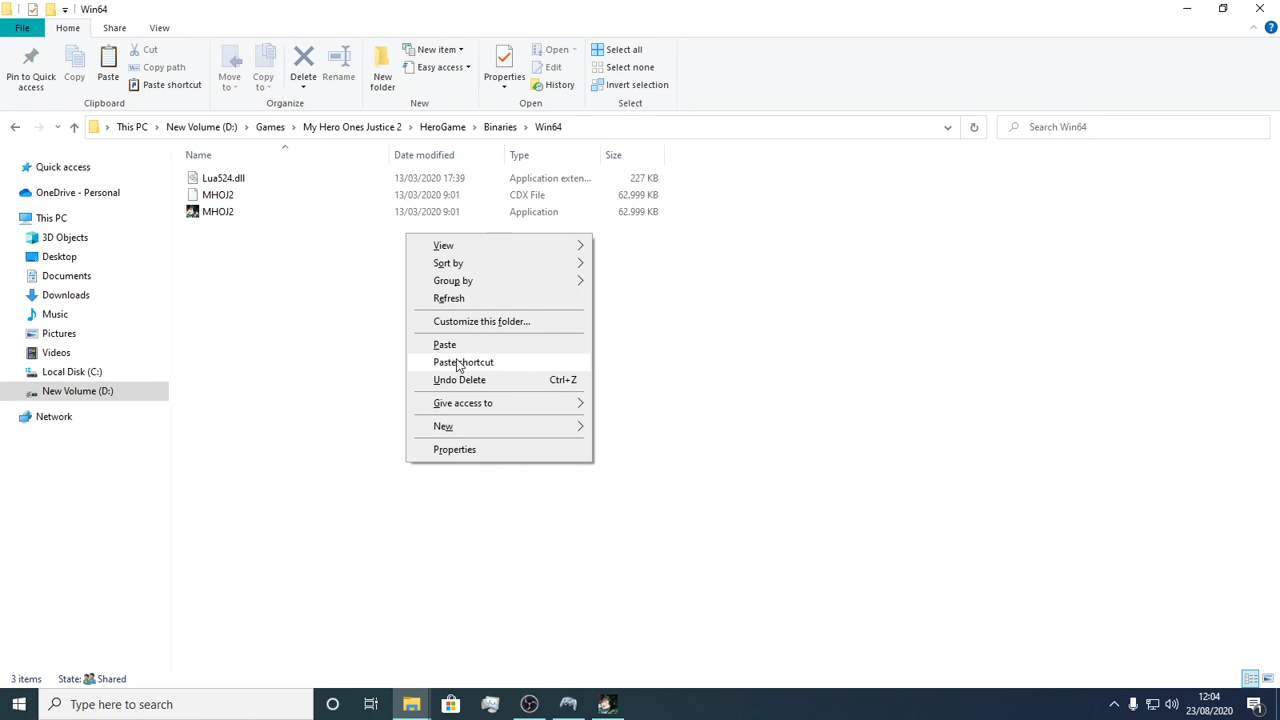 Win64
File Home Share View
Pin to Quick access
Copy
Paste
Cut
Copy path
Paste shortcut
Clipboard
Move to
Copy to
Delete
Rename
Organize
New folder
New item
Easy access
New
Properties
Open
Edit
History
Open
Select all
Select none
Invert selection
Select
This PC > New Volume (D:) > Games > My Hero Ones Justice 2 > HeroGame > Binaries > Win64
Search Win64
Quick access
OneDrive - Personal
This PC
3D Objects
Desktop
Documents
Downloads
Music
Pictures
Videos
Local Disk (C:)
New Volume (D:)
Network
Name Date modified Type Size
Lua524.dll 13/03/2020 17:39 Application exten... 227 KB
MHOJ2 13/03/2020 9:01 CDX File 62.999 KB
MHOJ2 13/03/2020 9:01 Application 62.999 KB
View
Sort by
Group by
Refresh
Customize this folder...
Paste
Paste shortcut
Undo Delete Ctrl+Z
Give access to
New
Properties
3 items State: Shared
Type here to search
12:04
23/08/2020
1